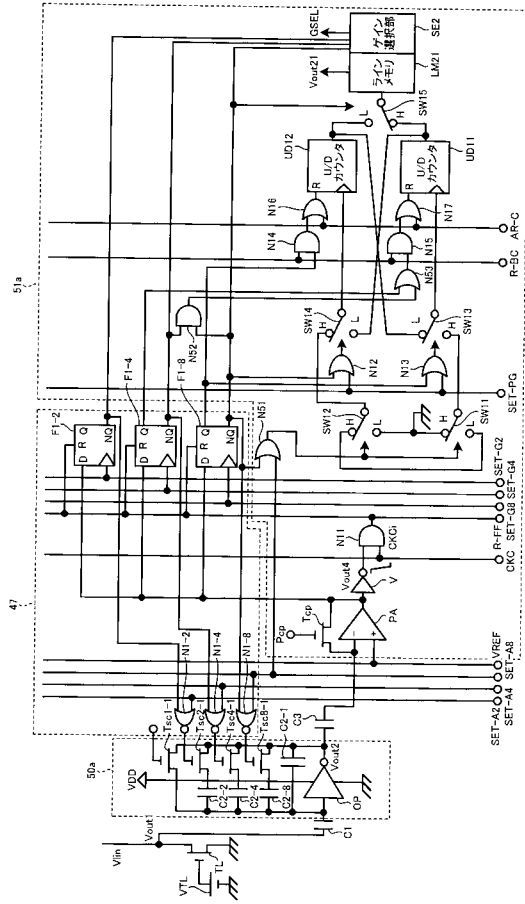 51a
47
GSEL
ゲイン
選択部
SE2
Vout21
ライン
メモリ
LM21
SW15
L
H
UD12
R
U/D
カウンタ
UD11
R
U/D
カウンタ
N16
N14
N17
N15
N53
AR-C
R-BC
N52
SW14
H
L
SW13
H
L
N12
N13
SET-PG
F1-2
D R Q
NQ
F1-4
D R Q
NQ
F1-8
D R Q
NQ
N51
SW12
H
L
SW11
H
L
SET-G2
SET-G4
SET-G8
R-FF
CKC
N11
CKCi
Vout4
V
PA
Tcp
Pcp
N1-2
N1-4
N1-8
VREF
SET-A8
SET-A4
SET-A2
C3
50a
VDD
Tsc1-1
Tsc2-1
Tsc4-1
Tsc8-1
C2-1
C2-2
C2-4
C2-8
Vout2
OP
C1
Vout1
Vlin
TL
VTL